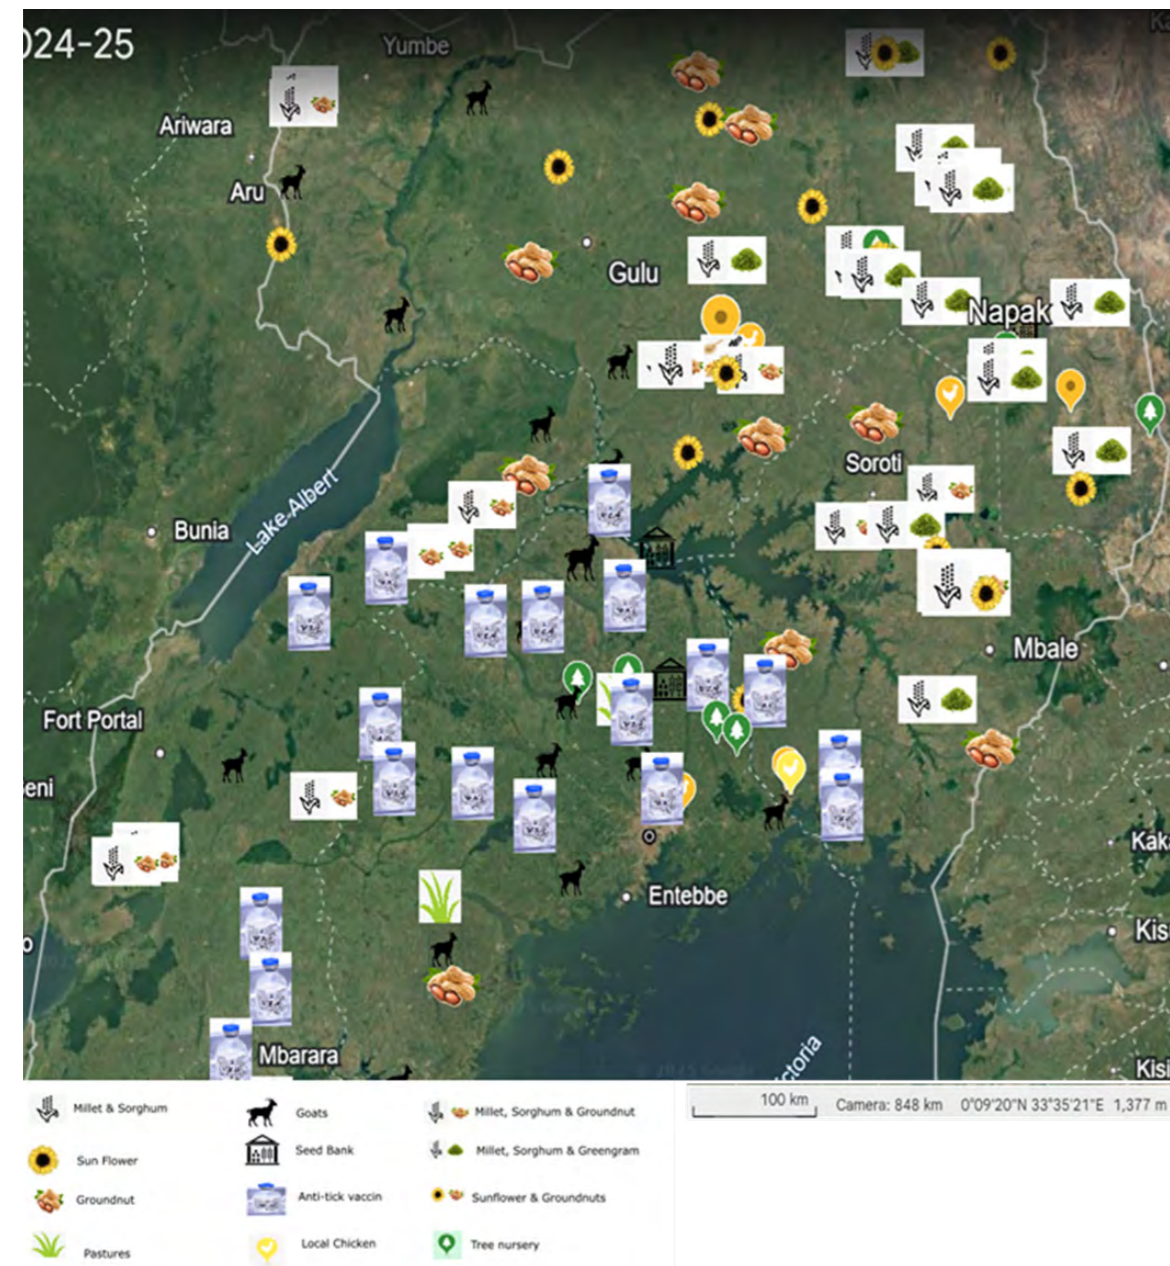 024-25
Yumbe
Ariwara
Aru
Gulu
Napak
Soroti
Bunia
Lake Albert
Mbale
Fort Portal
eni
Kak
Entebbe
Kis
o
Mbarara
ctoria
Kisi
100 km
Camera: 848 km 0°09'20"N 33°35'21"E 1,377 m
Millet & Sorghum
Goats
Millet, Sorghum & Groundnut
Sun Flower
Seed Bank
Millet, Sorghum & Greengram
Groundnut
Anti-tick vaccin
Sunflower & Groundnuts
Pastures
Local Chicken
Tree nursery